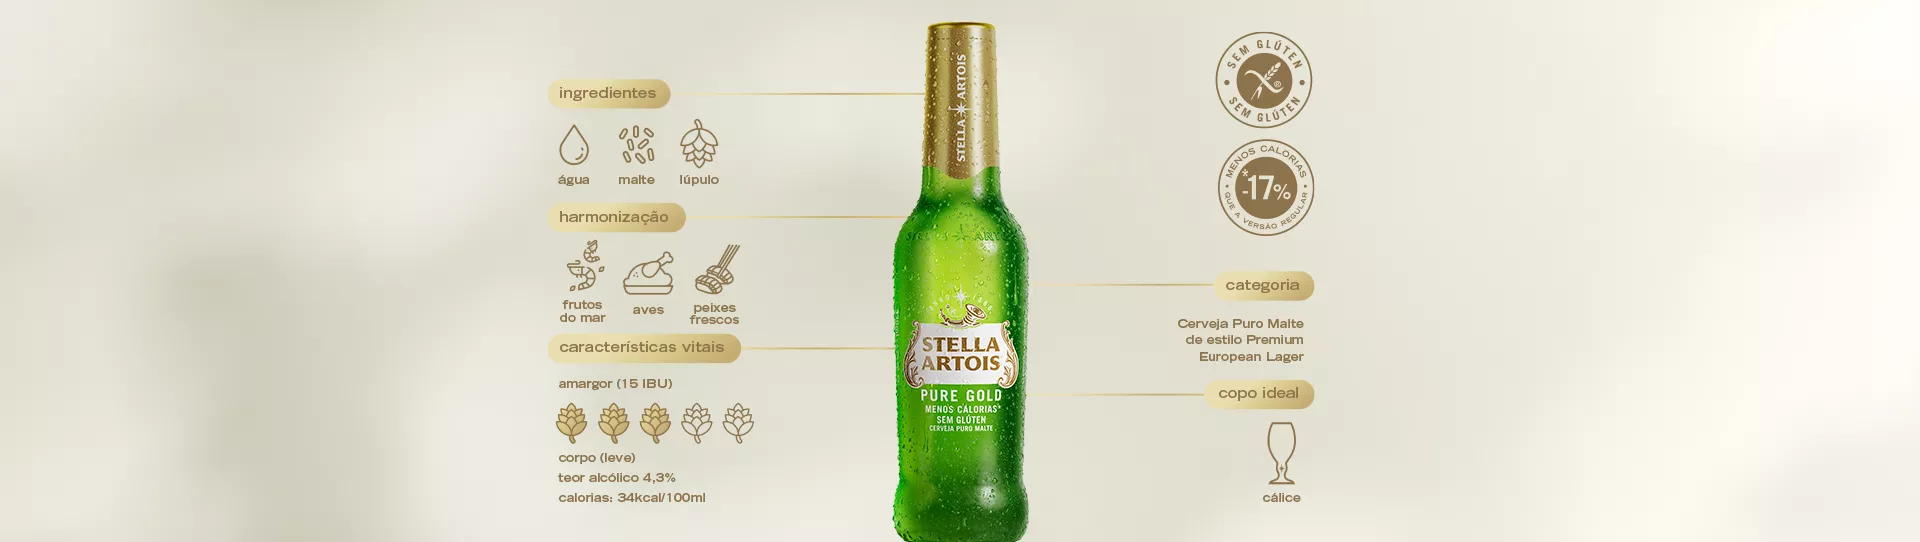 ingredientes
água
malte
lúpulo
harmonização
frutos
do mar
aves
peixes
frescos
características vitais
amargor (15 IBU)
corpo (leve)
teor alcólico 4,3%
calorias: 34kcal/100ml
STELLA ARTOIS
STELLA
ARTOIS
PURE GOLD
MENOS CALORIAS*
SEM GLÚTEN
CERVEJA PURO MALTE
SEM GLÚTEN
SEM GLÚTEN
MENOS CALORIAS
*-17%
QUE A VERSÃO REGULAR
categoria
Cerveja Puro Malte
de estilo Premium
European Lager
copo ideal
cálice